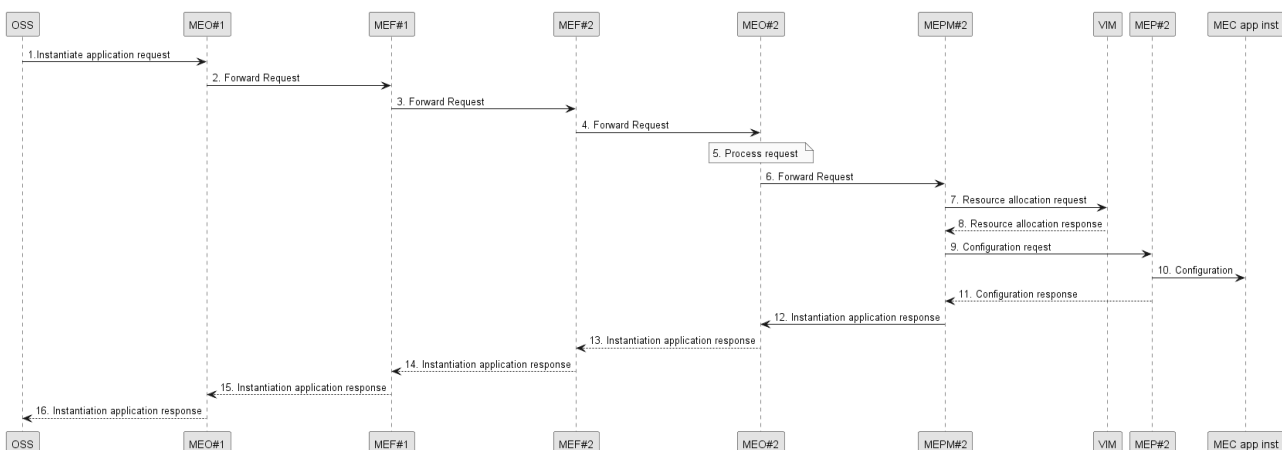 OSS MEO#1 MEF#1 MEF#2 MEO#2 MEPM#2 VIM MEP#2 MEC app inst
1.Instantiate application request
2. Forward Request
3. Forward Request
4. Forward Request
5. Process request
6. Forward Request
7. Resource allocation request
8. Resource allocation response
9. Configuration reqest
10. Configuration
11. Configuration response
12. Instantiation application response
13. Instantiation application response
14. Instantiation application response
15. Instantiation application response
16. Instantiation application response
OSS MEO#1 MEF#1 MEF#2 MEO#2 MEPM#2 VIM MEP#2 MEC app inst